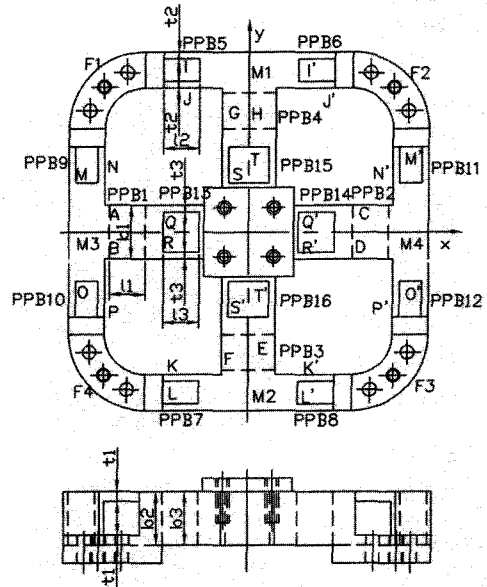 t2
y
PPB5 PPB6
F1 I M1 I' F2
J G H J' PPB4
t2
l2
PPB9 M N t3 S T PPB15 N' M' PPB11
PPB1 PPB13 PPB14 PPB2
A Q Q' C
M3 d1 R R' D M4 x
B
l1 t3
PPB10 O l3 S' T' PPB16 O' PPB12
P P'
F E PPB3
F4 K K' F3
L M2 L'
PPB7 PPB8
t1
b2 b3
t1